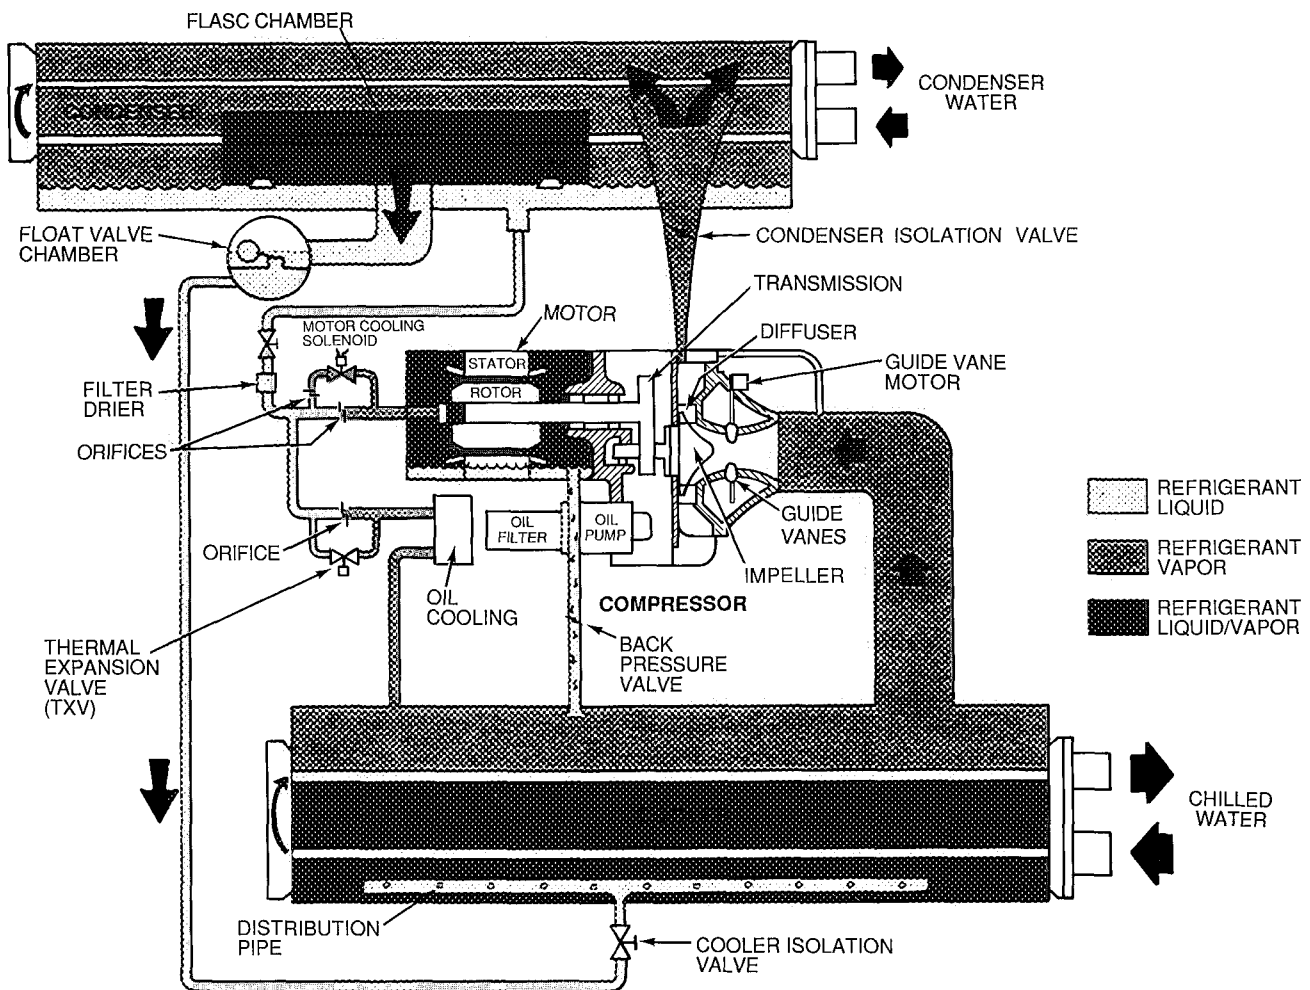 FLASC CHAMBER
CONDENSER
CONDENSER
WATER
FLOAT VALVE
CHAMBER
CONDENSER ISOLATION VALVE
TRANSMISSION
MOTOR COOLING
SOLENOID
MOTOR
DIFFUSER
GUIDE VANE
MOTOR
STATOR
ROTOR
FILTER
DRIER
ORIFICES
REFRIGERANT
LIQUID
REFRIGERANT
VAPOR
REFRIGERANT
LIQUID/VAPOR
OIL
FILTER
OIL
PUMP
GUIDE
VANES
ORIFICE
IMPELLER
OIL
COOLING
COMPRESSOR
THERMAL
EXPANSION
VALVE
(TXV)
BACK
PRESSURE
VALVE
CHILLED
WATER
DISTRIBUTION
PIPE
COOLER ISOLATION
VALVE